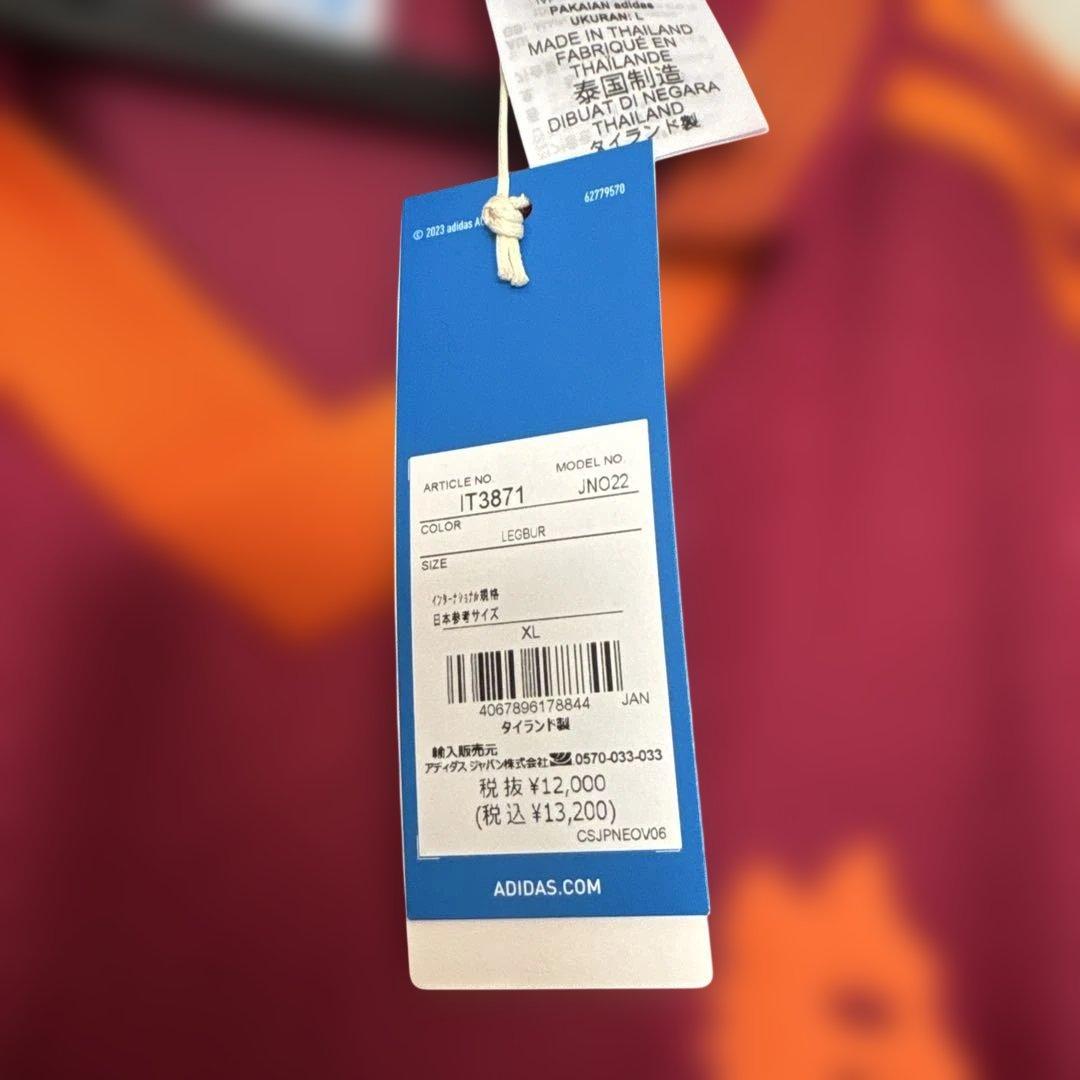 PAKAIAN adidas
UKURAN: L
MADE IN THAILAND
FABRIQUÉ EN
THAÏLANDE
泰国制造
DIBUAT DI NEGARA
THAILAND
タイランド製
62779570
© 2023 adidas
ARTICLE NO. MODEL NO.
IT3871 JNO22
COLOR
LEGBUR
SIZE
インターナショナル規格
日本参考サイズ
XL
4067896178844 JAN
タイランド製
輸入販売元
アディダス ジャパン株式会社 0570-033-033
税抜 ¥12,000
(税込 ¥13,200)
CSJPNEOV06
ADIDAS.COM